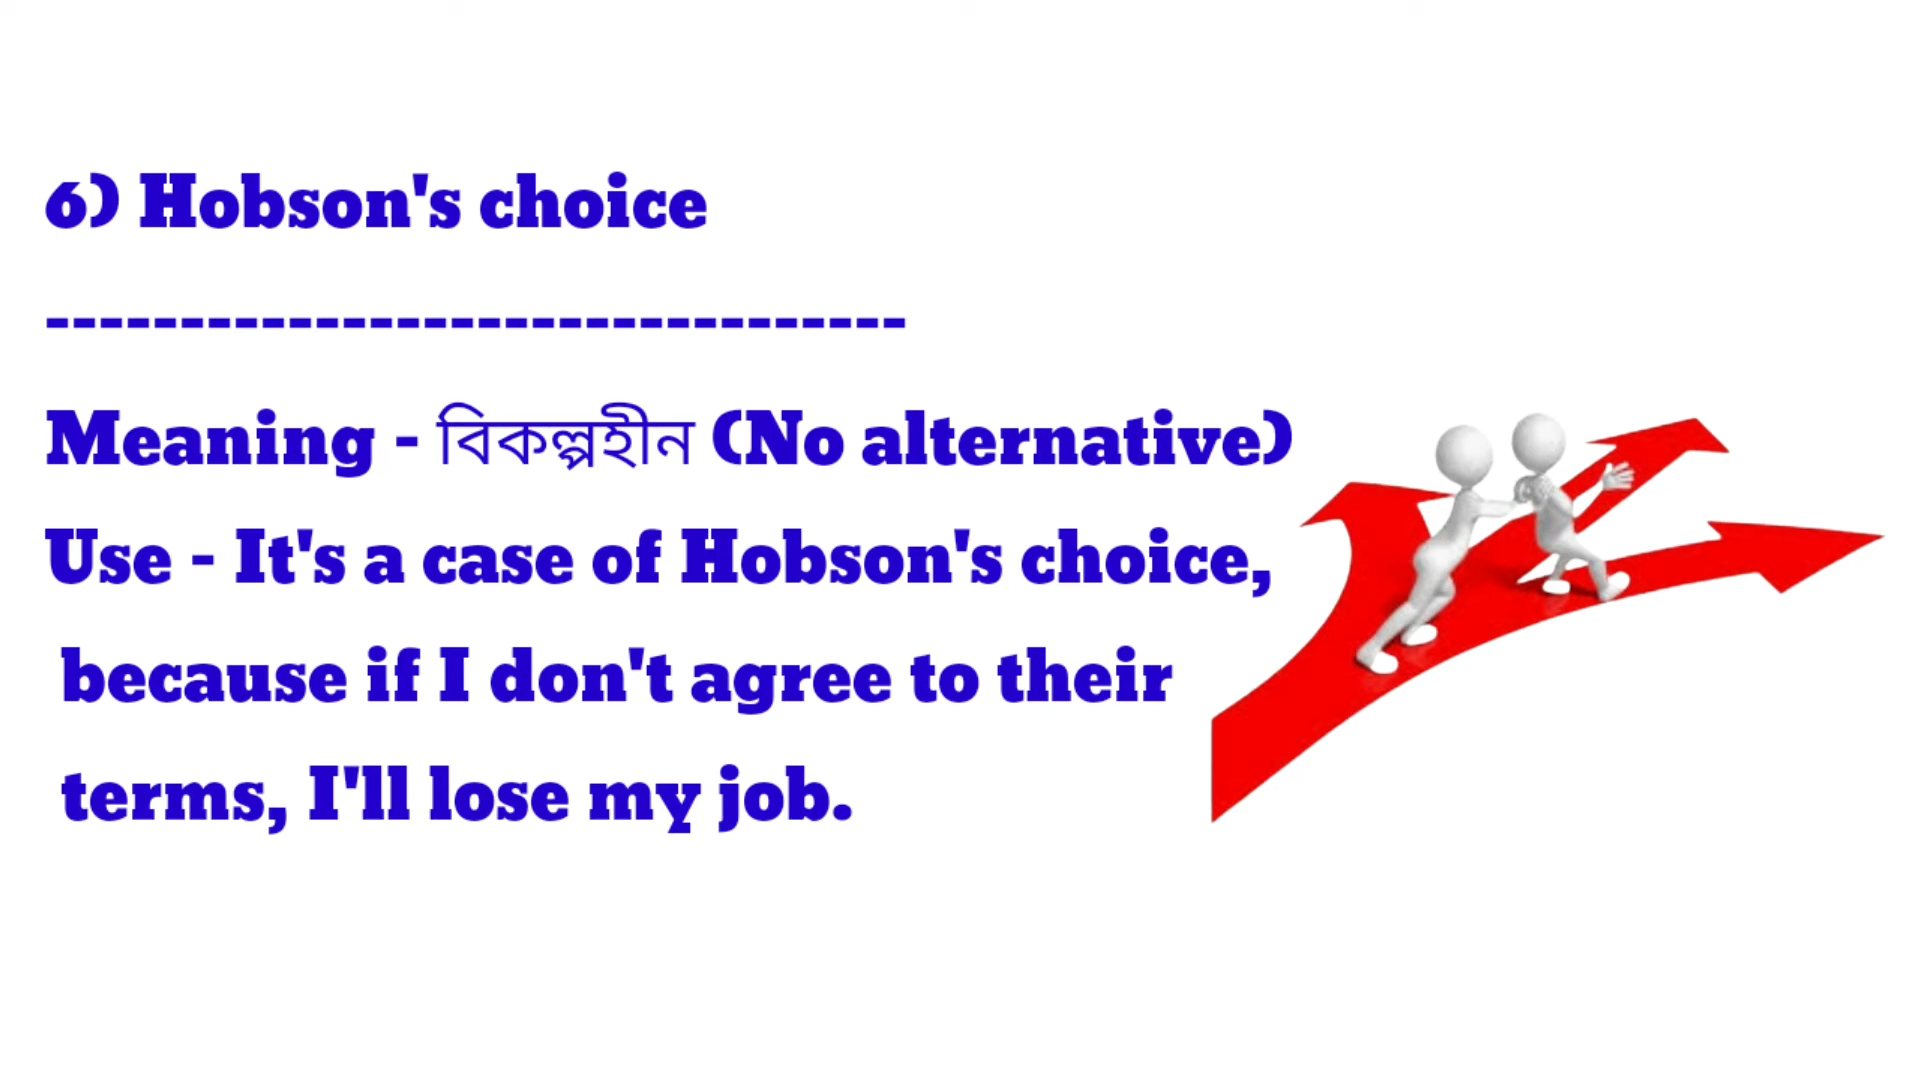 6) Hobson's choice
---------------------------------
Meaning - বিকল্পহীন (No alternative)
Use - It's a case of Hobson's choice,
because if I don't agree to their
terms, I'll lose my job.